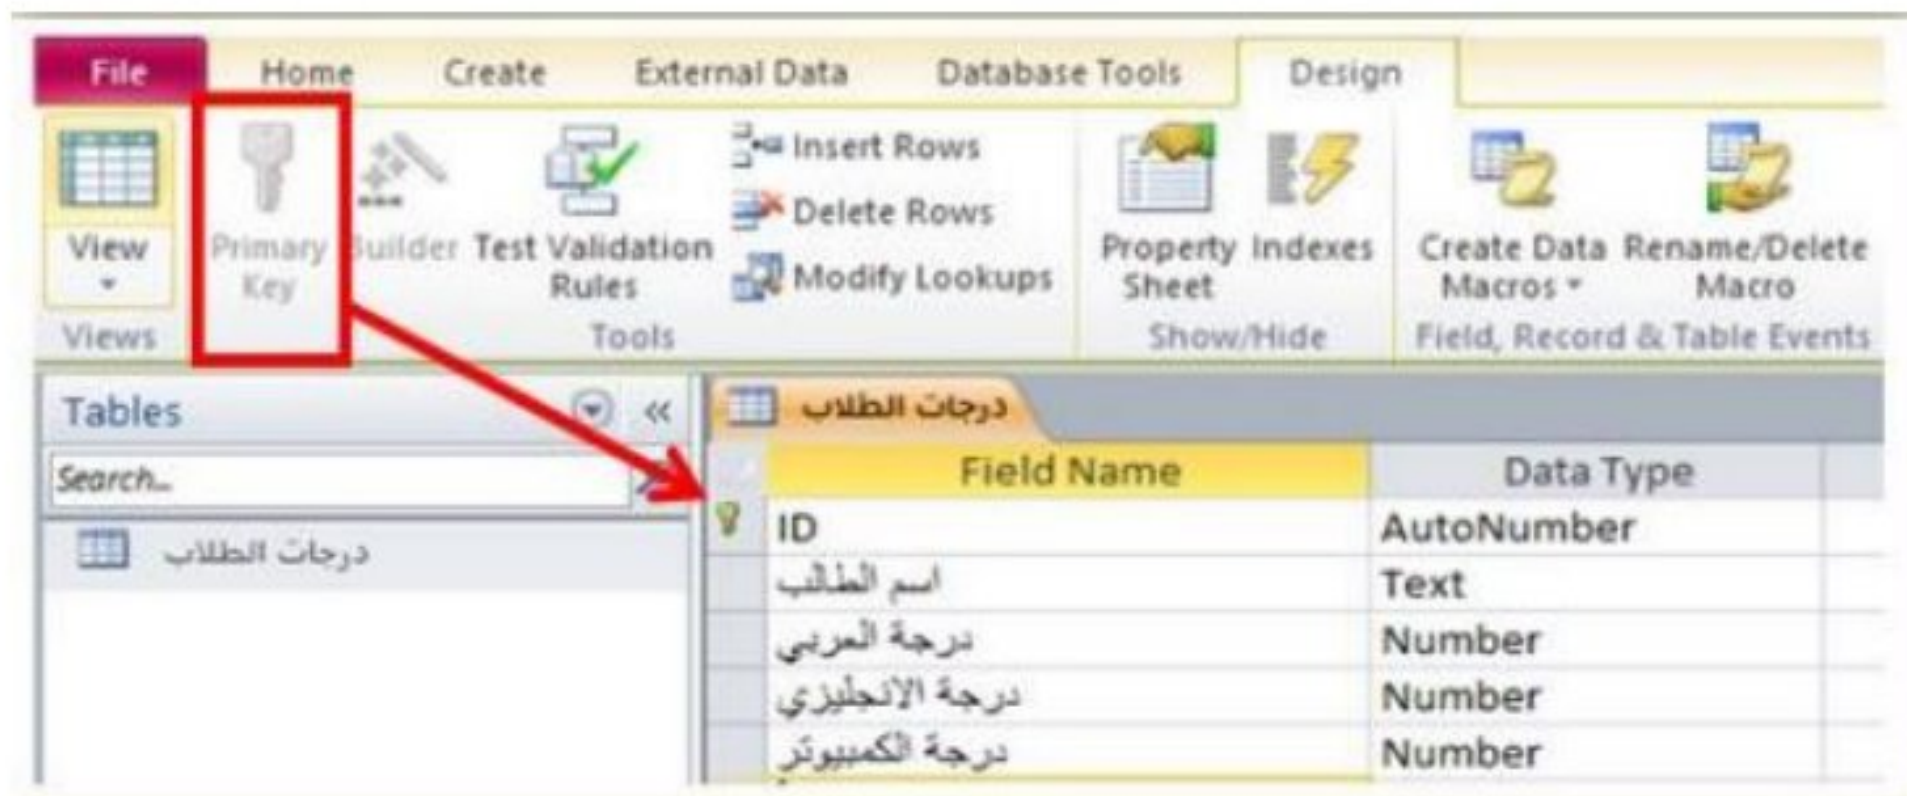 File Home Create External Data Database Tools Design
View Primary Key Builder Test Validation Rules Insert Rows Delete Rows Modify Lookups Property Sheet Indexes Create Data Macros Rename/Delete Macro
Views Tools Show/Hide Field, Record & Table Events
Tables «
درجات الطلاب
Search...
Field Name Data Type
درجات الطلاب
ID AutoNumber
اسم الطالب Text
درجة العربي Number
درجة الانجليزي Number
درجة الكمبيوتر Number